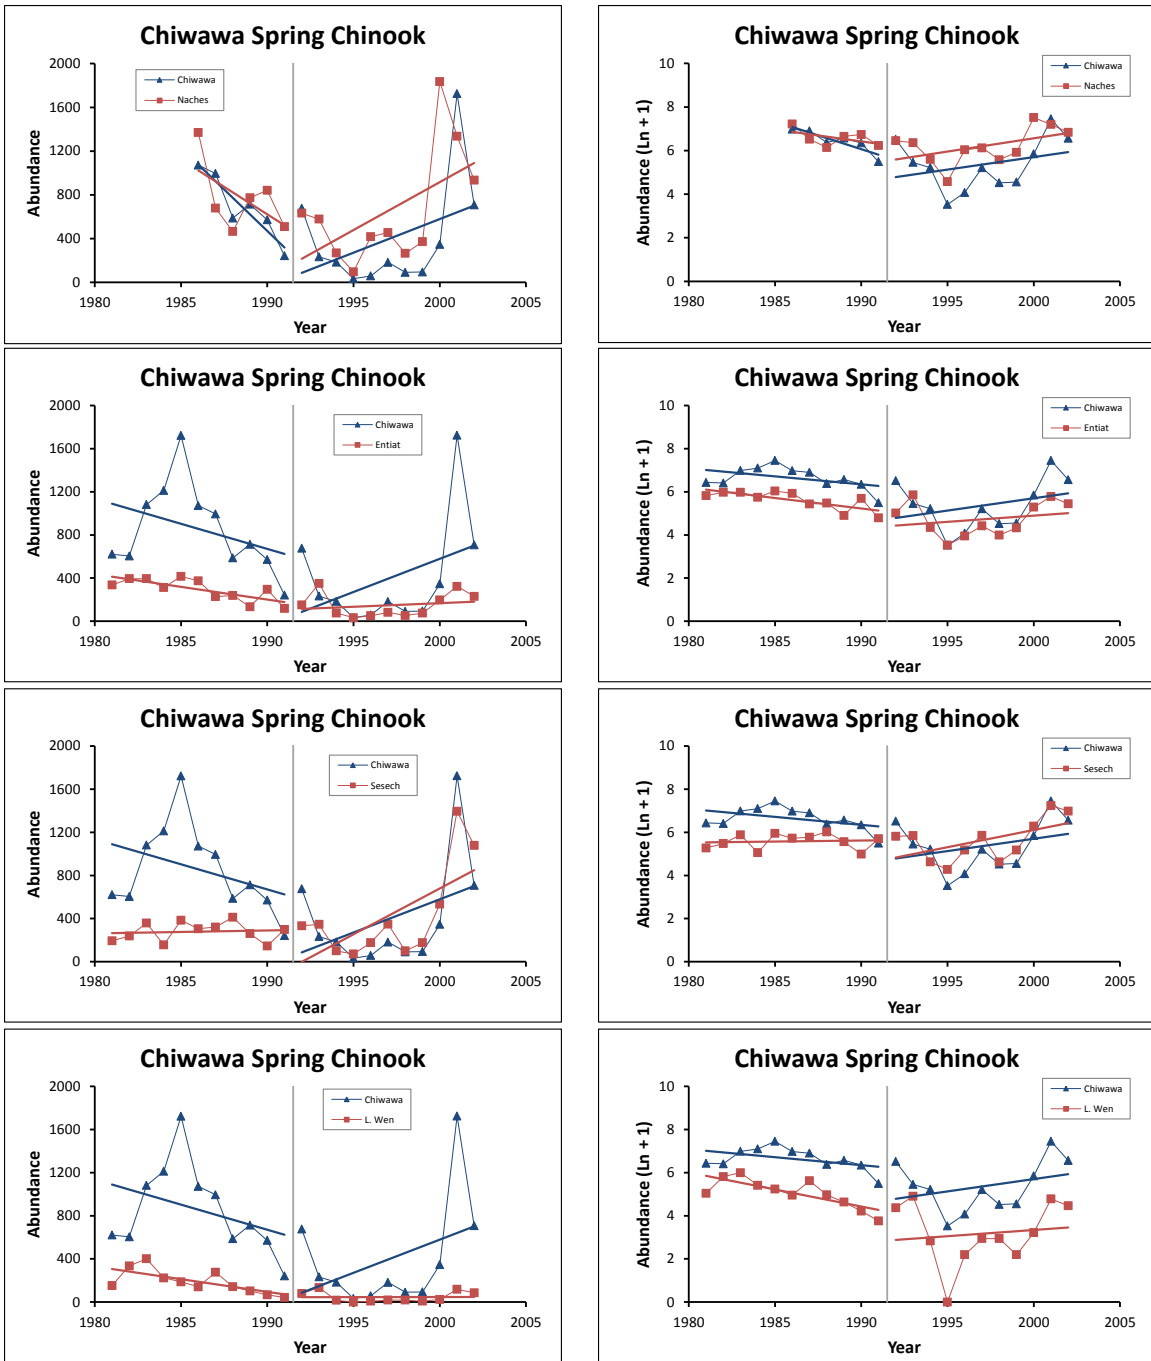 Chiwawa Spring Chinook
Abundance
2000
1600
1200
800
400
0
Chiwawa
Naches
1980 1985 1990 1995 2000 2005
Year
Chiwawa Spring Chinook
Abundance (Ln + 1)
10
8
6
4
2
0
Chiwawa
Naches
1980 1985 1990 1995 2000 2005
Year
Chiwawa Spring Chinook
Abundance
2000
1600
1200
800
400
0
Chiwawa
Entiat
1980 1985 1990 1995 2000 2005
Year
Chiwawa Spring Chinook
Abundance (Ln + 1)
10
8
6
4
2
0
Chiwawa
Entiat
1980 1985 1990 1995 2000 2005
Year
Chiwawa Spring Chinook
Abundance
2000
1600
1200
800
400
0
Chiwawa
Sesech
1980 1985 1990 1995 2000 2005
Year
Chiwawa Spring Chinook
Abundance (Ln + 1)
10
8
6
4
2
0
Chiwawa
Sesech
1980 1985 1990 1995 2000 2005
Year
Chiwawa Spring Chinook
Abundance
2000
1600
1200
800
400
0
Chiwawa
L. Wen
1980 1985 1990 1995 2000 2005
Year
Chiwawa Spring Chinook
Abundance (Ln + 1)
10
8
6
4
2
0
Chiwawa
L. Wen
1980 1985 1990 1995 2000 2005
Year